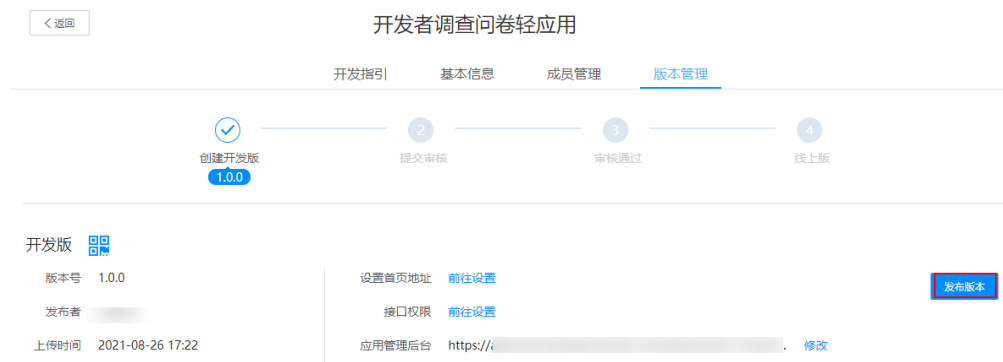 返回
开发者调查问卷轻应用
开发指引 基本信息 成员管理 版本管理
2 3 4
创建开发版 提交审核 审核通过 线上版
1.0.0
开发版
版本号 1.0.0 设置首页地址 前往设置 发布版本
发布者 接口权限 前往设置
上传时间 2021-08-26 17:22 应用管理后台 https:// . 修改